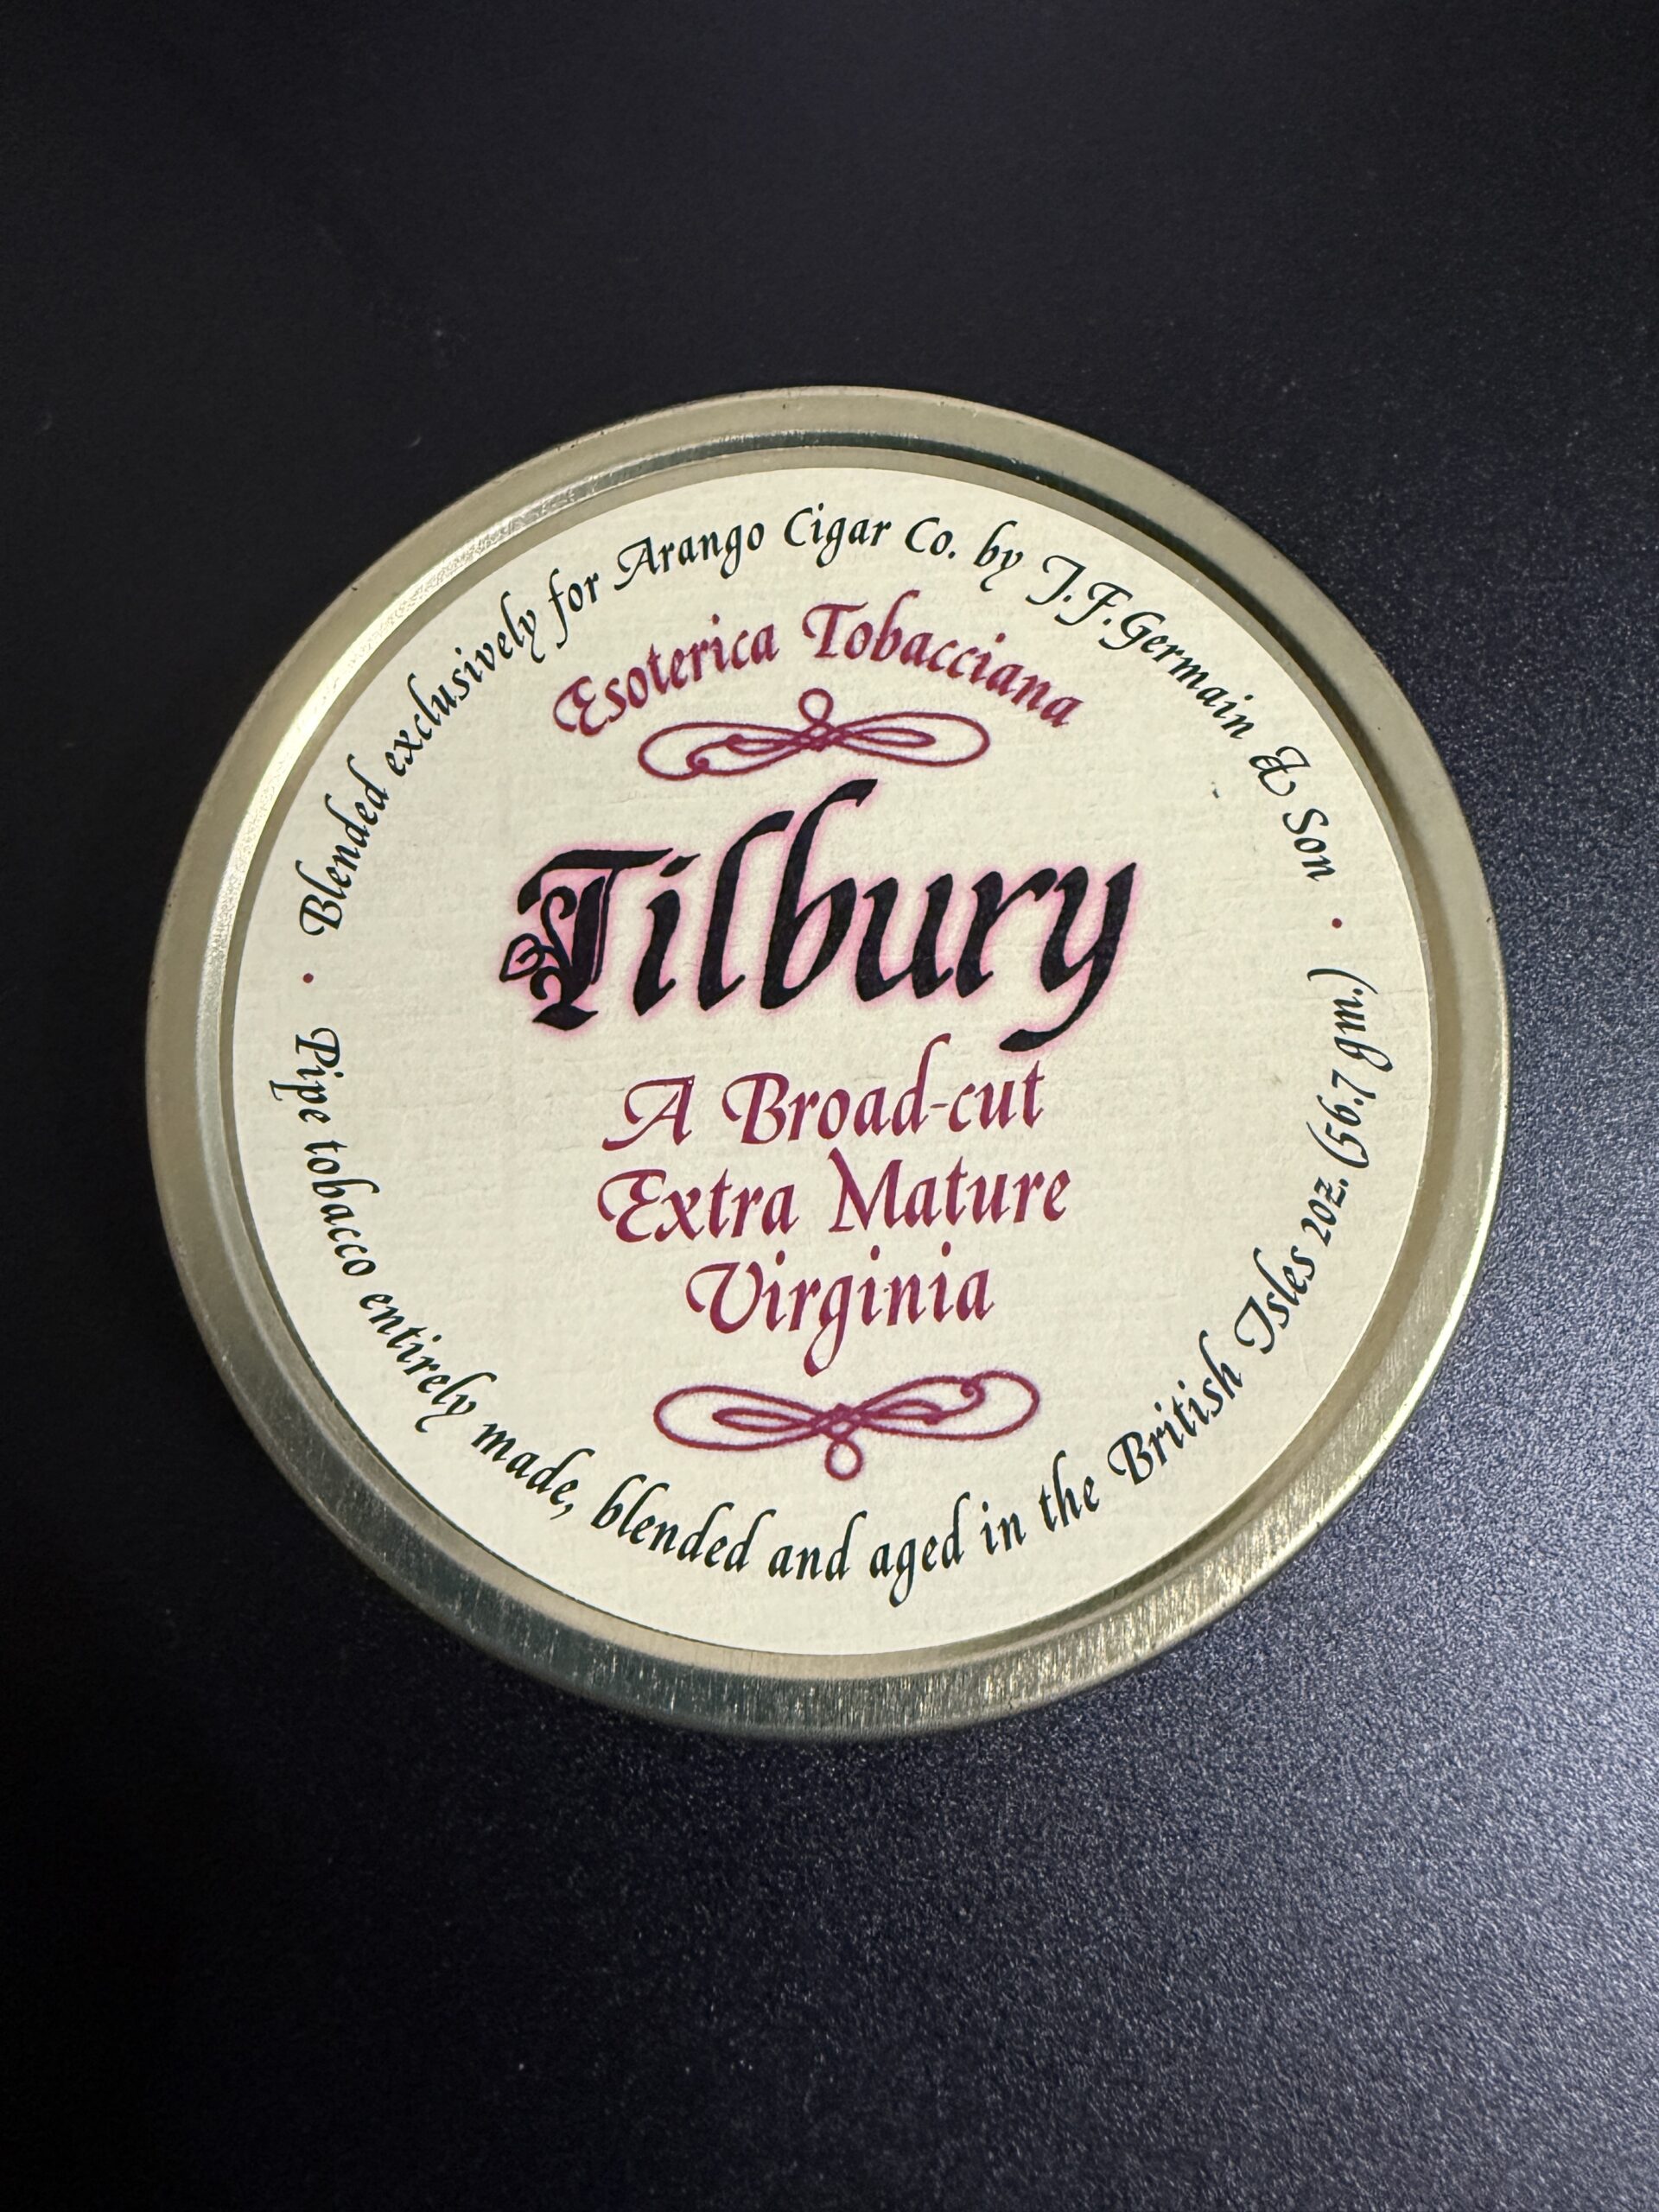 Blended exclusively for Arango Cigar Co. by J.F.Germain & Son
Esoterica Tobacciana
Tilbury
A Broad-cut
Extra Mature
Virginia
Pipe tobacco entirely made, blended and aged in the British Isles 2oz. (56.7 gm.)